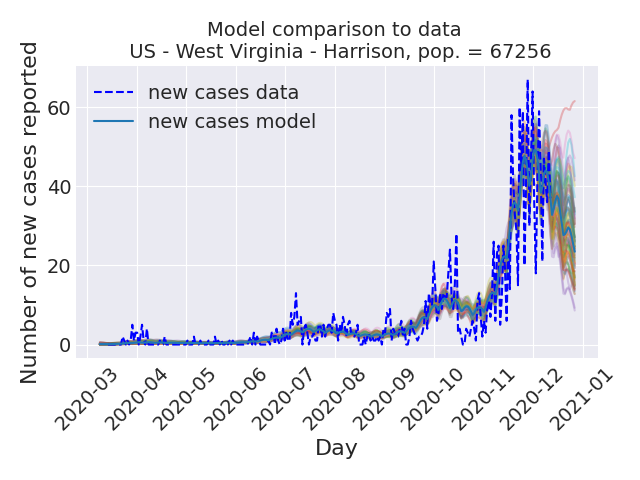 Model comparison to data
US - West Virginia - Harrison, pop. = 67256
new cases data
new cases model
Number of new cases reported
60
40
20
0
2020-03
2020-04
2020-05
2020-06
2020-07
2020-08
2020-09
2020-10
2020-11
2020-12
2021-01
Day